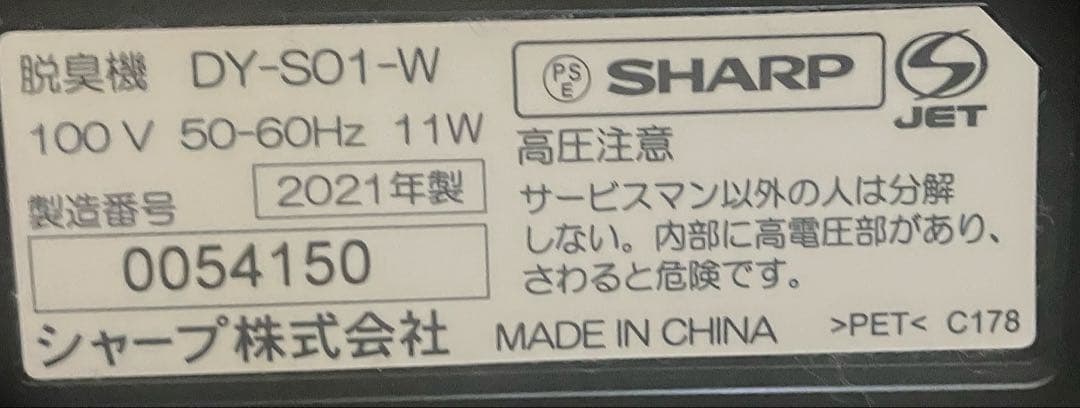 脱臭機 DY-S01-W
100V 50-60Hz 11W
製造番号 2021年製
0054150
シャープ株式会社
PSE SHARP
JET
高圧注意
サービスマン以外の人は分解
しない。内部に高電圧部があり、
さわると危険です。
MADE IN CHINA >PET< C178